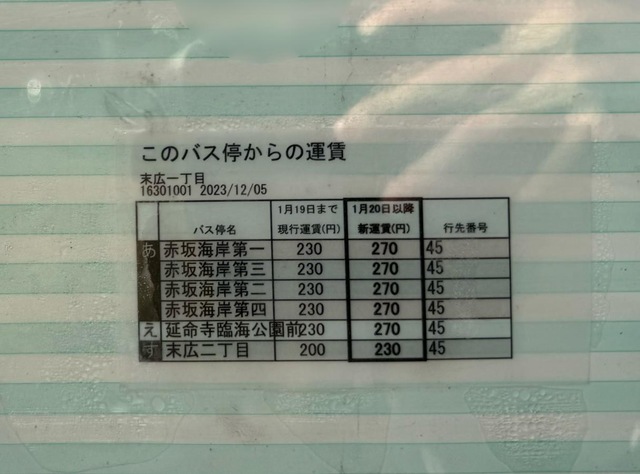 このバス停からの運賃
末広一丁目
16301001 2023/12/05
1月19日まで 1月20日以降
バス停名 現行運賃(円) 新運賃(円) 行先番号
あ 赤坂海岸第一 230 270 45
赤坂海岸第三 230 270 45
赤坂海岸第二 230 270 45
赤坂海岸第四 230 270 45
え 延命寺臨海公園前 230 270 45
す 末広二丁目 200 230 45